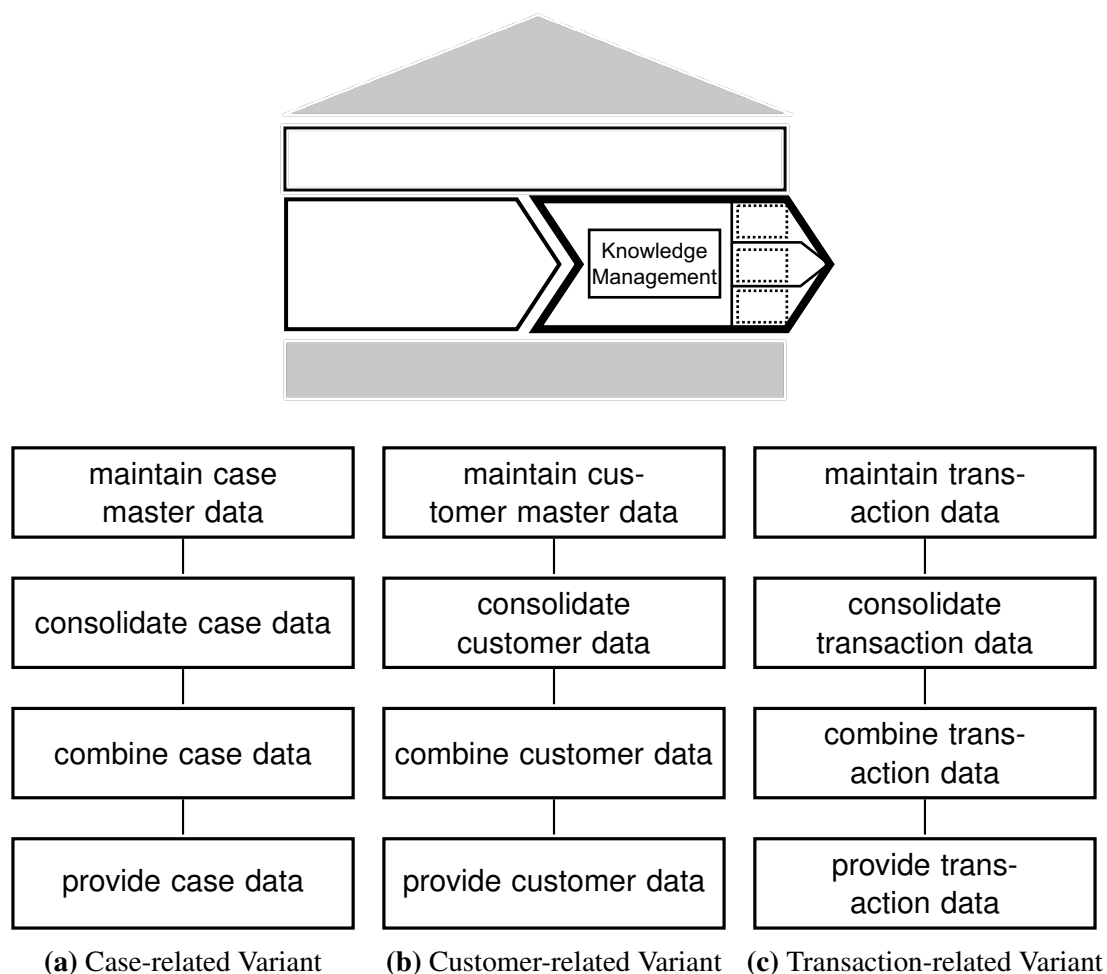 Knowledge
Management
maintain case
master data
consolidate case data
combine case data
provide case data
(a) Case-related Variant
maintain cus-
tomer master data
consolidate
customer data
combine customer data
provide customer data
(b) Customer-related Variant
maintain trans-
action data
consolidate
transaction data
combine trans-
action data
provide trans-
action data
(c) Transaction-related Variant